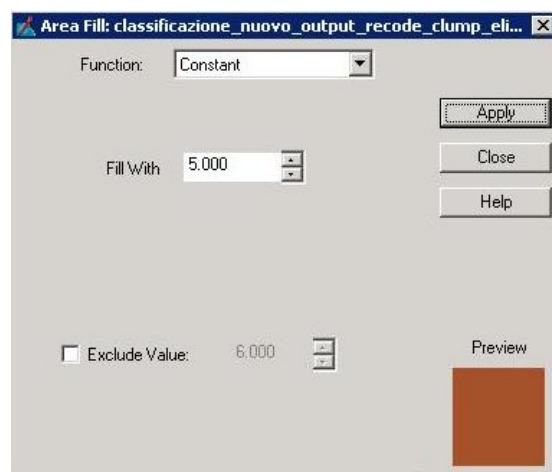 Area Fill: classificazione_nuovo_output_recode_clump_eli...
Function: Constant
Apply
Fill With 5.000
Close
Help
Exclude Value: 6.000
Preview